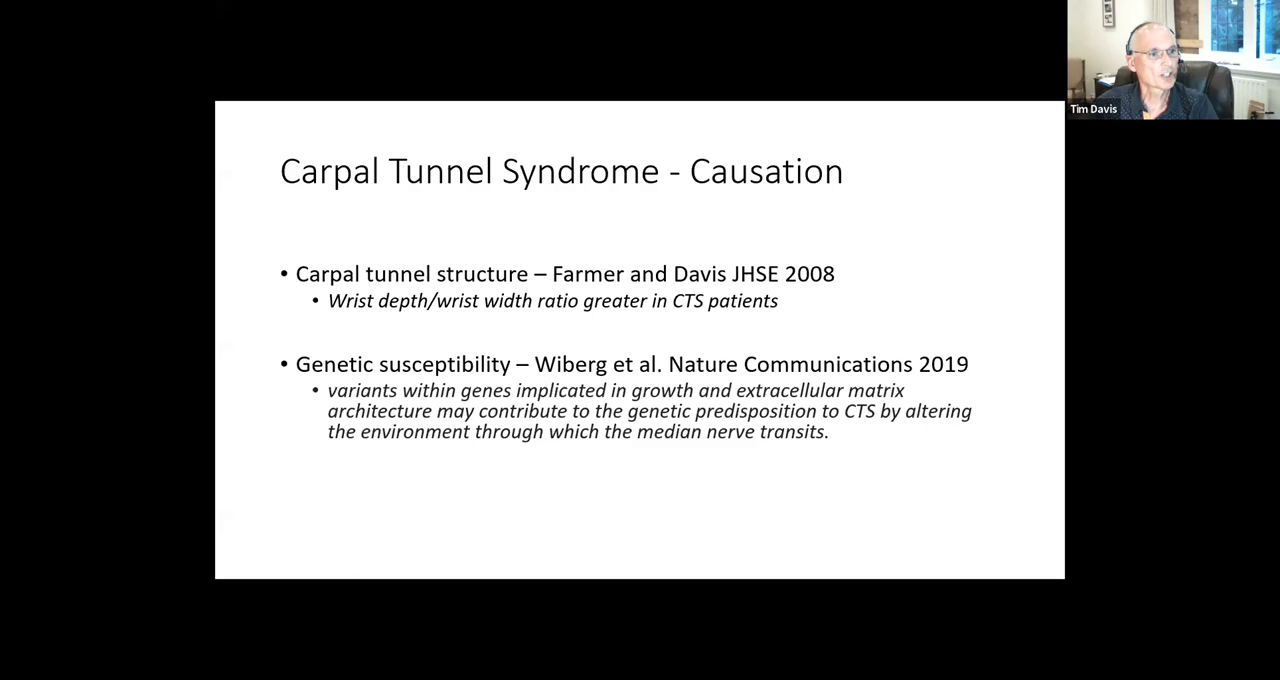 Tim Davis
Carpal Tunnel Syndrome - Causation
• Carpal tunnel structure – Farmer and Davis JHSE 2008
• Wrist depth/wrist width ratio greater in CTS patients
• Genetic susceptibility – Wiberg et al. Nature Communications 2019
• variants within genes implicated in growth and extracellular matrix
architecture may contribute to the genetic predisposition to CTS by altering
the environment through which the median nerve transits.